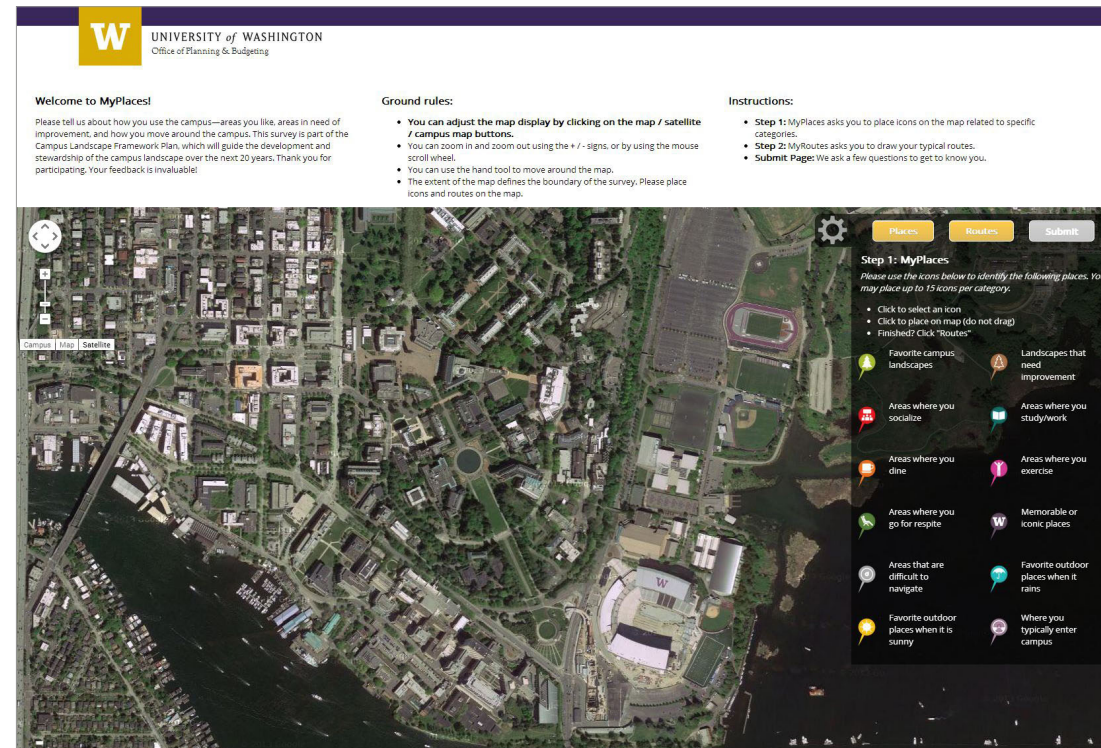 W
UNIVERSITY of WASHINGTON
Office of Planning & Budgeting
Welcome to MyPlaces!
Please tell us about how you use the campus—areas you like, areas in need of
improvement, and how you move around the campus. This survey is part of the
Campus Landscape Framework Plan, which will guide the development and
stewardship of the campus landscape over the next 20 years. Thank you for
participating. Your feedback is invaluable!
Ground rules:
• You can adjust the map display by clicking on the map / satellite
/ campus map buttons.
• You can zoom in and zoom out using the + / - signs, or by using the mouse
scroll wheel.
• You can use the hand tool to move around the map.
• The extent of the map defines the boundary of the survey. Please place
icons and routes on the map.
Instructions:
• Step 1: MyPlaces asks you to place icons on the map related to specific
categories.
• Step 2: MyRoutes asks you to draw your typical routes.
• Submit Page: We ask a few questions to get to know you.
Campus Map Satellite
W
Places Routes Submit
Step 1: MyPlaces
Please use the icons below to identify the following places. Yo
may place up to 15 icons per category.
• Click to select an icon
• Click to place on map (do not drag)
• Finished? Click "Routes"
Favorite campus
landscapes
Landscapes that
need
improvement
Areas where you
socialize
Areas where you
study/work
Areas where you
dine
Areas where you
exercise
Areas where you
go for respite
W
Memorable or
iconic places
Areas that are
difficult to
navigate
Favorite outdoor
places when it
rains
Favorite outdoor
places when it is
sunny
Where you
typically enter
campus